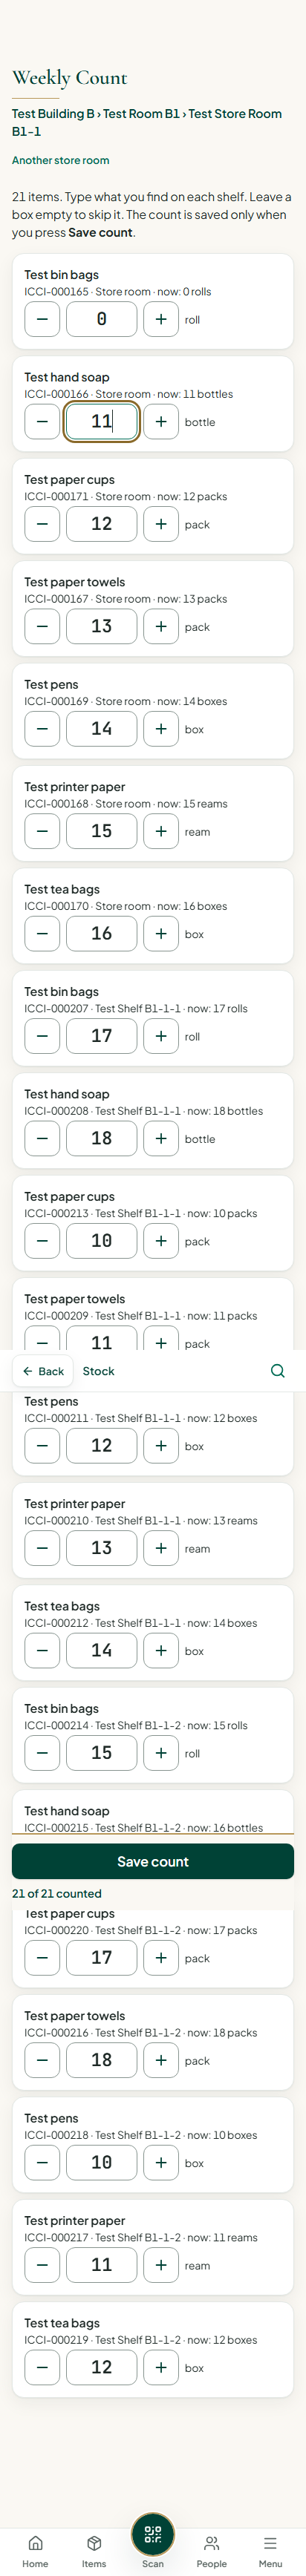 Weekly Count
Test Building B › Test Room B1 › Test Store Room
B1-1
Another store room
21 items. Type what you find on each shelf. Leave a
box empty to skip it. The count is saved only when
you press Save count.
Test bin bags
ICCI-000165 · Store room · now: 0 rolls
− 0 + roll
Test hand soap
ICCI-000166 · Store room · now: 11 bottles
− 11 + bottle
Test paper cups
ICCI-000171 · Store room · now: 12 packs
− 12 + pack
Test paper towels
ICCI-000167 · Store room · now: 13 packs
− 13 + pack
Test pens
ICCI-000169 · Store room · now: 14 boxes
− 14 + box
Test printer paper
ICCI-000168 · Store room · now: 15 reams
− 15 + ream
Test tea bags
ICCI-000170 · Store room · now: 16 boxes
− 16 + box
Test bin bags
ICCI-000207 · Test Shelf B1-1-1 · now: 17 rolls
− 17 + roll
Test hand soap
ICCI-000208 · Test Shelf B1-1-1 · now: 18 bottles
− 18 + bottle
Test paper cups
ICCI-000213 · Test Shelf B1-1-1 · now: 10 packs
− 10 + pack
Test paper towels
ICCI-000209 · Test Shelf B1-1-1 · now: 11 packs
− 11 + pack
← Back Stock
Test pens
ICCI-000211 · Test Shelf B1-1-1 · now: 12 boxes
− 12 + box
Test printer paper
ICCI-000210 · Test Shelf B1-1-1 · now: 13 reams
− 13 + ream
Test tea bags
ICCI-000212 · Test Shelf B1-1-1 · now: 14 boxes
− 14 + box
Test bin bags
ICCI-000214 · Test Shelf B1-1-2 · now: 15 rolls
− 15 + roll
Test hand soap
ICCI-000215 · Test Shelf B1-1-2 · now: 16 bottles
Save count
21 of 21 counted
Test paper cups
ICCI-000220 · Test Shelf B1-1-2 · now: 17 packs
− 17 + pack
Test paper towels
ICCI-000216 · Test Shelf B1-1-2 · now: 18 packs
− 18 + pack
Test pens
ICCI-000218 · Test Shelf B1-1-2 · now: 10 boxes
− 10 + box
Test printer paper
ICCI-000217 · Test Shelf B1-1-2 · now: 11 reams
− 11 + ream
Test tea bags
ICCI-000219 · Test Shelf B1-1-2 · now: 12 boxes
− 12 + box
Home Items Scan People Menu